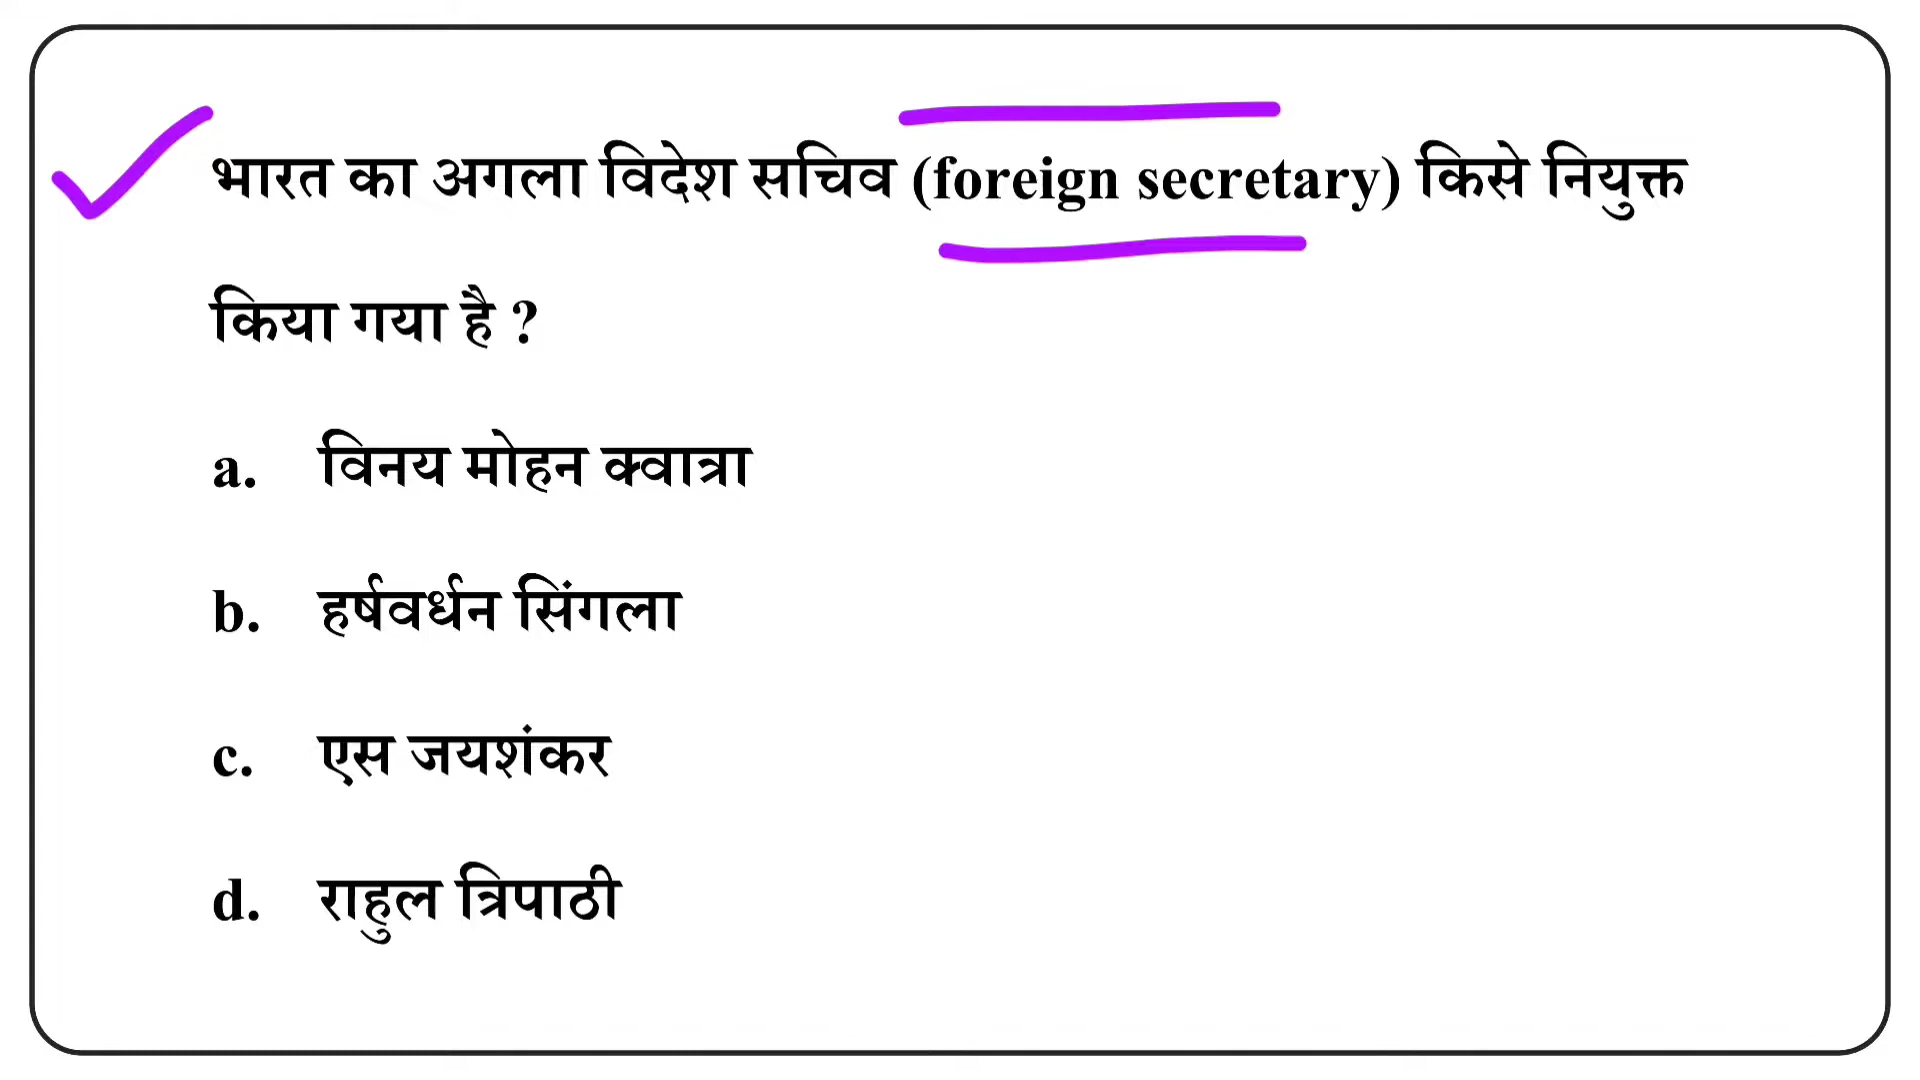 भारत का अगला विदेश सचिव (foreign secretary) किसे नियुक्त
किया गया है ?
a. विनय मोहन क्वात्रा
b. हर्षवर्धन सिंगला
c. एस जयशंकर
d. राहुल त्रिपाठी